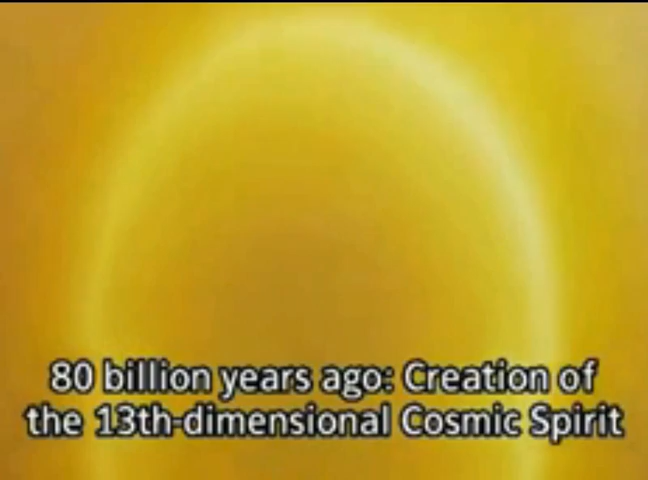 80 billion years ago: Creation of
the 13th-dimensional Cosmic Spirit